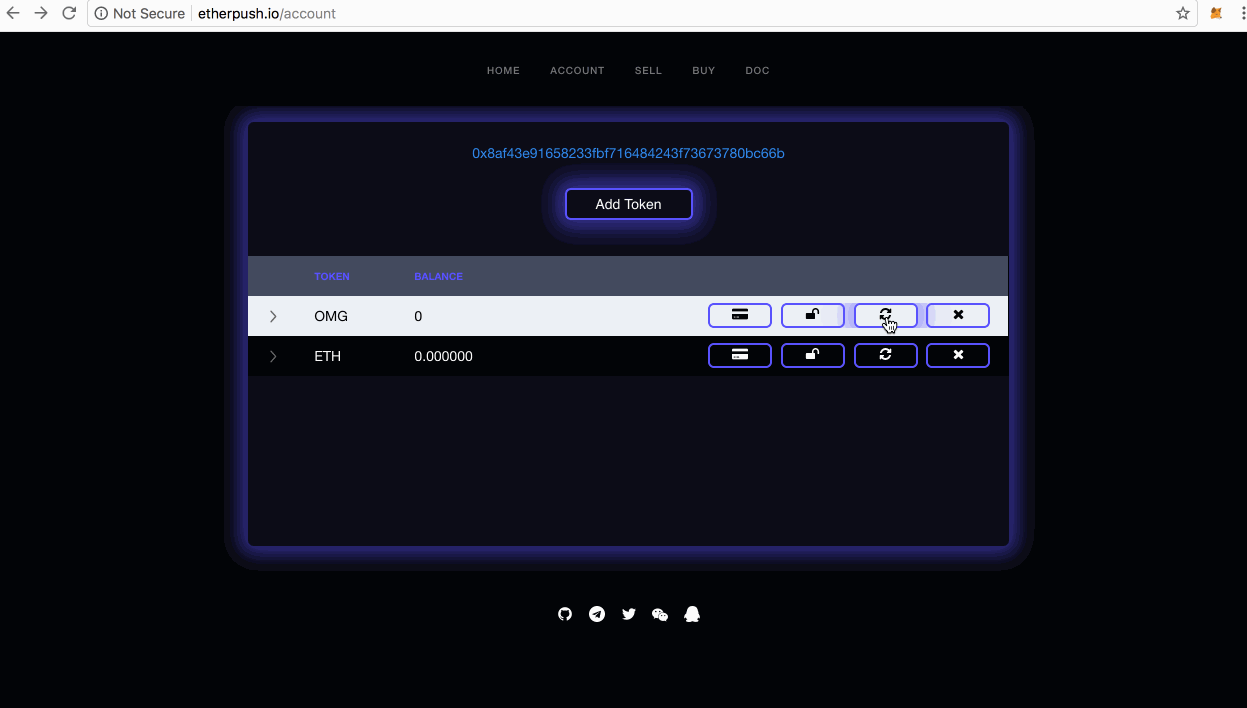 Not Secure etherpush.io/account
HOME ACCOUNT SELL BUY DOC
0x8af43e91658233fbf716484243f73673780bc66b
Add Token
TOKEN BALANCE
OMG 0
ETH 0.000000